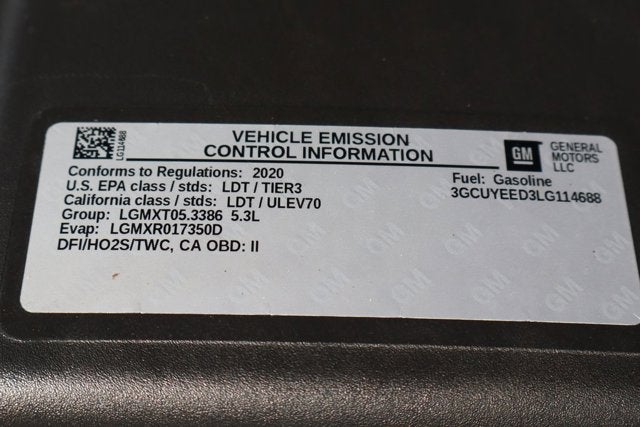 LG114688
VEHICLE EMISSION
CONTROL INFORMATION
GM
GENERAL
MOTORS
LLC
Conforms to Regulations: 2020
U.S. EPA class / stds: LDT / TIER3
California class / stds: LDT / ULEV70
Group: LGMXT05.3386 5.3L
Evap: LGMXR017350D
DFI/HO2S/TWC, CA OBD: II
Fuel: Gasoline
3GCUYEED3LG114688